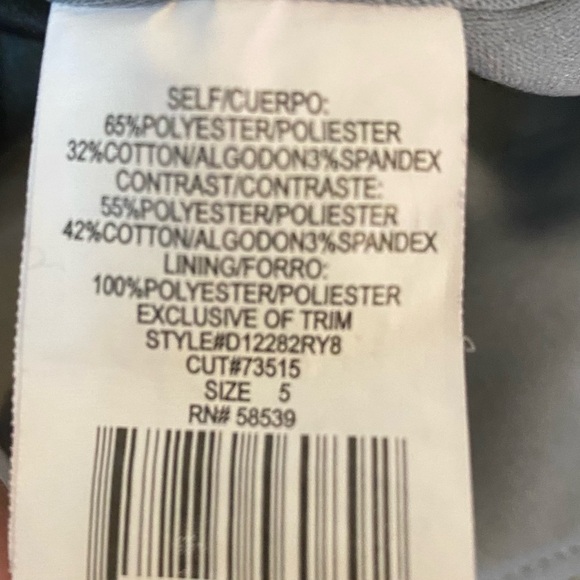 SELF/CUERPO:
65%POLYESTER/POLIESTER
32%COTTON/ALGODON3%SPANDEX
CONTRAST/CONTRASTE:
55%POLYESTER/POLIESTER
42%COTTON/ALGODON3%SPANDEX
LINING/FORRO:
100%POLYESTER/POLIESTER
EXCLUSIVE OF TRIM
STYLE#D12282RY8
CUT#73515
SIZE 5
RN# 58539